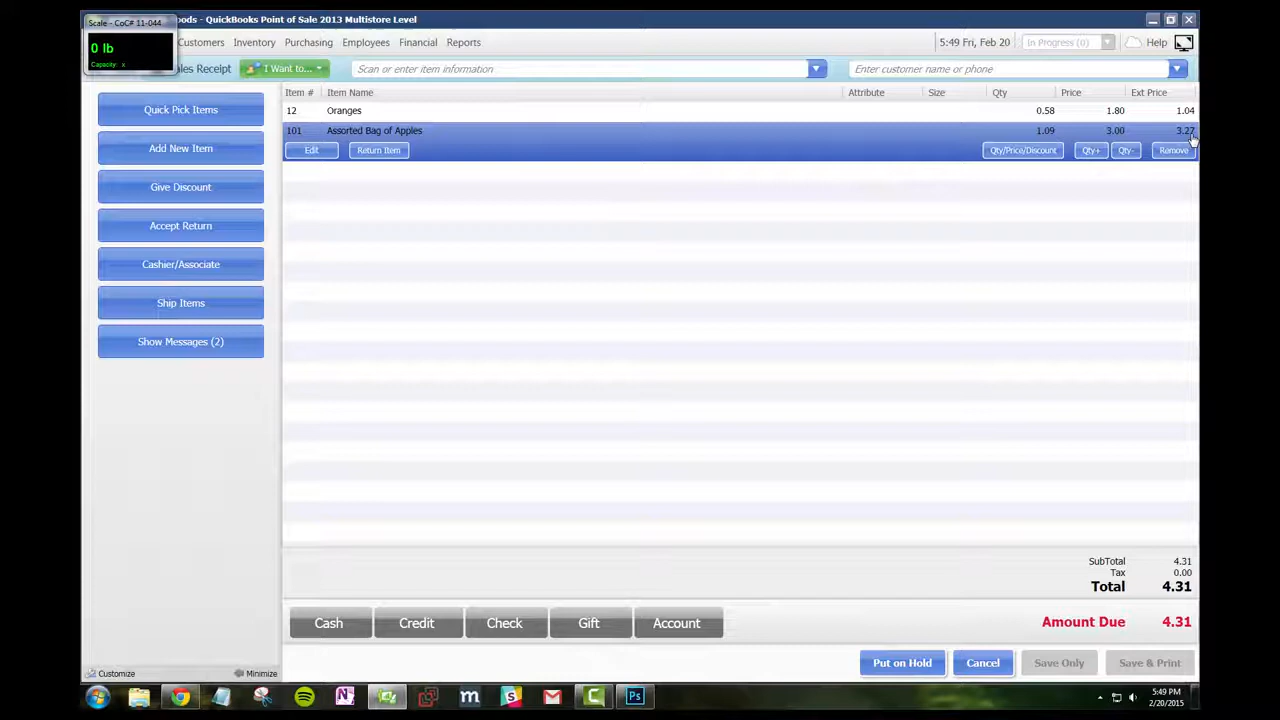 Scale - CoC# 11-044
oods - QuickBooks Point of Sale 2013 Multistore Level
0 lb
Capacity: x
Customers Inventory Purchasing Employees Financial Reports
5:49 Fri, Feb 20 In Progress (0) Help
ales Receipt I Want to... Scan or enter item information Enter customer name or phone
Item # Item Name Attribute Size Qty Price Ext Price
12 Oranges 0.58 1.80 1.04
101 Assorted Bag of Apples 1.09 3.00 3.27
Edit Return Item Qty/Price/Discount Qty+ Qty- Remove
Quick Pick Items
Add New Item
Give Discount
Accept Return
Cashier/Associate
Ship Items
Show Messages (2)
SubTotal 4.31
Tax 0.00
Total 4.31
Cash Credit Check Gift Account
Amount Due 4.31
Put on Hold Cancel Save Only Save & Print
Customize Minimize
N m S Ps
5:49 PM
2/20/2015